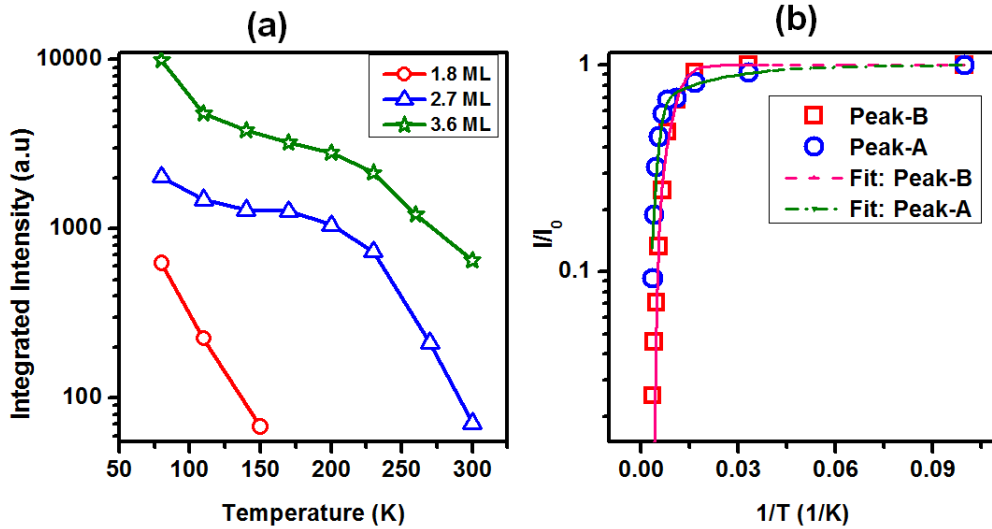 (a)
10000
1000
100
Integrated Intensity (a.u)
1.8 ML
2.7 ML
3.6 ML
50
100
150
200
250
300
Temperature (K)
(b)
1
0.1
I/I0
Peak-B
Peak-A
Fit: Peak-B
Fit: Peak-A
0.00
0.03
0.06
0.09
1/T (1/K)